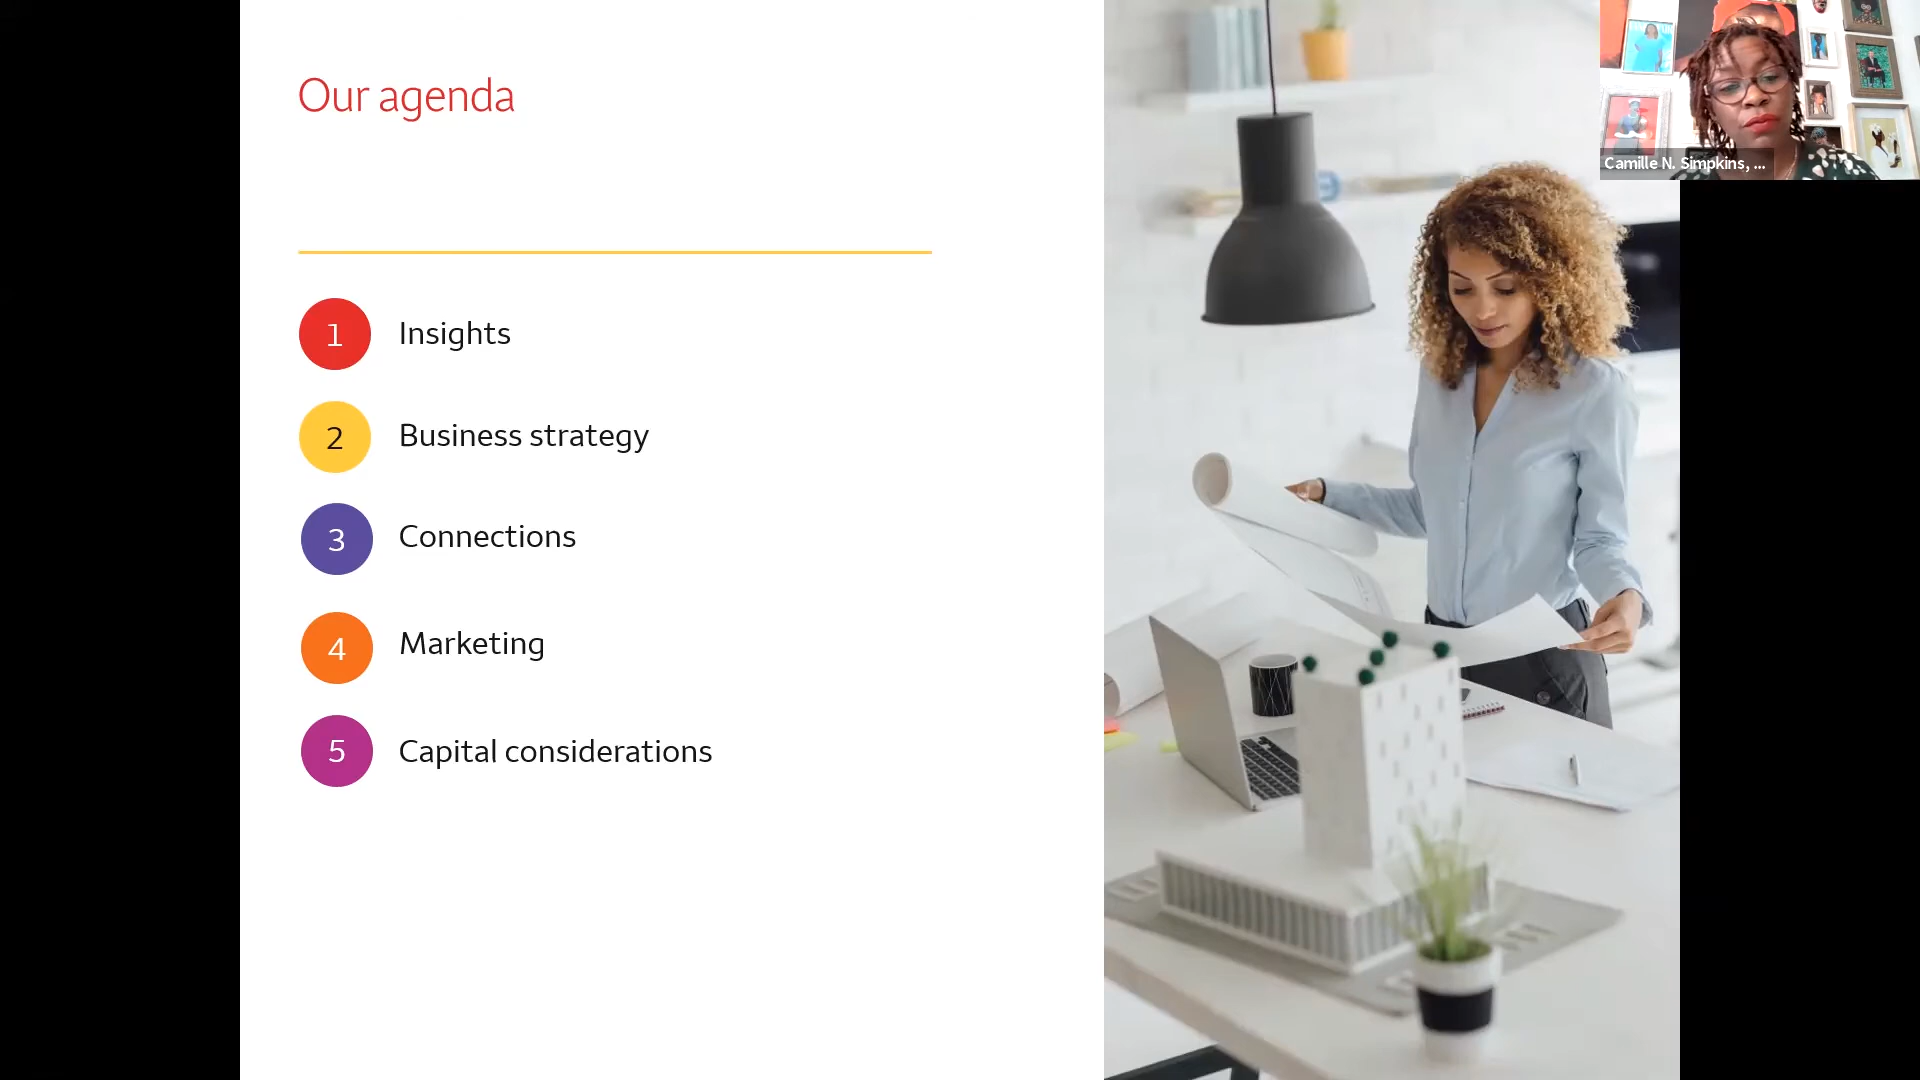 Our agenda
1 Insights
2 Business strategy
3 Connections
4 Marketing
5 Capital considerations
Camille N. Simpkins, ...